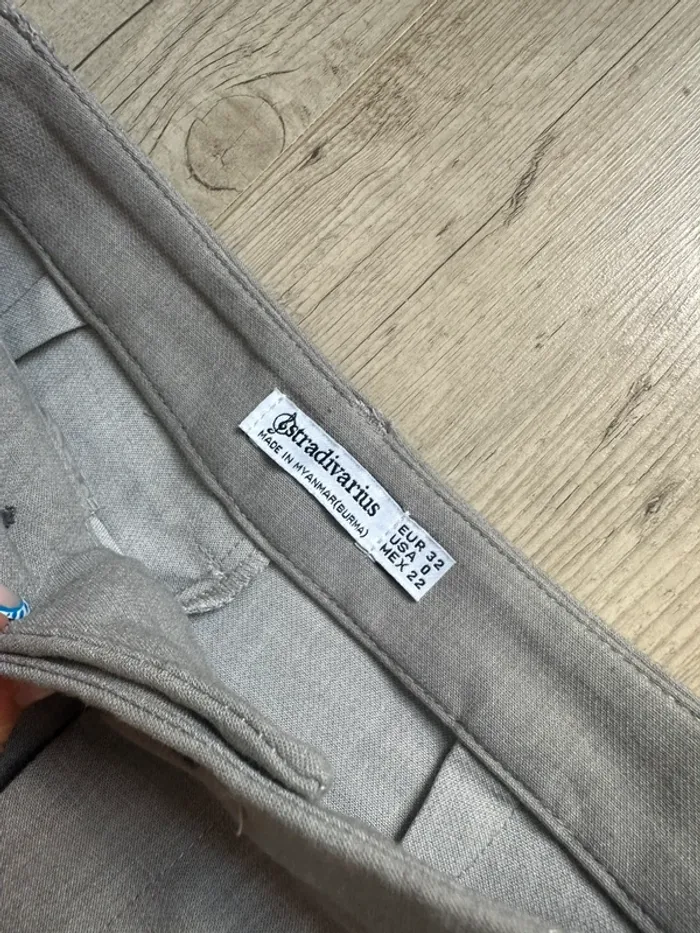 stradivarius
MADE IN MYANMAR(BURMA)
EUR 32
USA 0
MEX 22